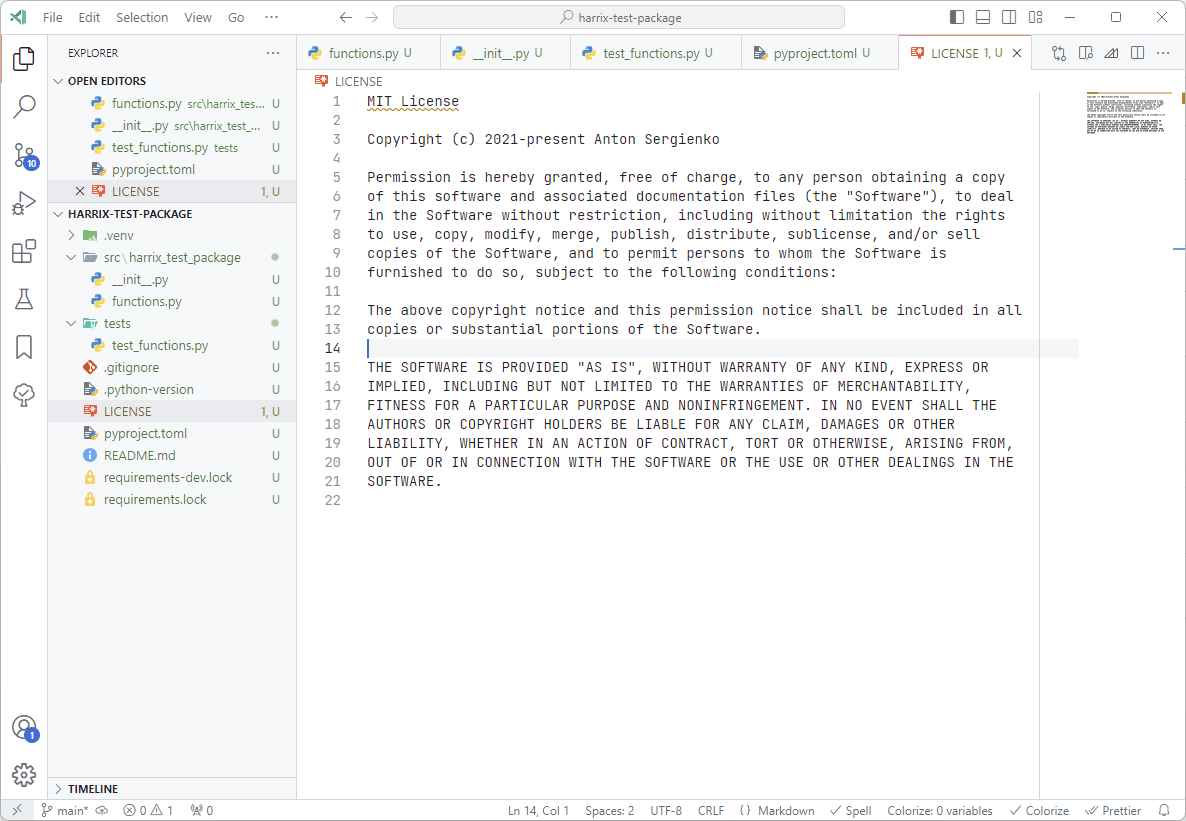 File Edit Selection View Go ··· harrix-test-package
EXPLORER ···
OPEN EDITORS
functions.py src\harrix_tes... U
__init__.py src\harrix_test_... U
test_functions.py tests U
pyproject.toml U
LICENSE 1, U
HARRIX-TEST-PACKAGE
.venv
src\harrix_test_package
__init__.py U
functions.py U
tests
test_functions.py U
.gitignore U
.python-version U
LICENSE 1, U
pyproject.toml U
README.md U
requirements-dev.lock U
requirements.lock U
TIMELINE
10
1
functions.py U __init__.py U test_functions.py U pyproject.toml U LICENSE 1, U ···
LICENSE
1 MIT License
2
3 Copyright (c) 2021-present Anton Sergienko
4
5 Permission is hereby granted, free of charge, to any person obtaining a copy
6 of this software and associated documentation files (the "Software"), to deal
7 in the Software without restriction, including without limitation the rights
8 to use, copy, modify, merge, publish, distribute, sublicense, and/or sell
9 copies of the Software, and to permit persons to whom the Software is
10 furnished to do so, subject to the following conditions:
11
12 The above copyright notice and this permission notice shall be included in all
13 copies or substantial portions of the Software.
14
15 THE SOFTWARE IS PROVIDED "AS IS", WITHOUT WARRANTY OF ANY KIND, EXPRESS OR
16 IMPLIED, INCLUDING BUT NOT LIMITED TO THE WARRANTIES OF MERCHANTABILITY,
17 FITNESS FOR A PARTICULAR PURPOSE AND NONINFRINGEMENT. IN NO EVENT SHALL THE
18 AUTHORS OR COPYRIGHT HOLDERS BE LIABLE FOR ANY CLAIM, DAMAGES OR OTHER
19 LIABILITY, WHETHER IN AN ACTION OF CONTRACT, TORT OR OTHERWISE, ARISING FROM,
20 OUT OF OR IN CONNECTION WITH THE SOFTWARE OR THE USE OR OTHER DEALINGS IN THE
21 SOFTWARE.
22
main* 0 1 0 Ln 14, Col 1 Spaces: 2 UTF-8 CRLF {} Markdown Spell Colorize: 0 variables Colorize Prettier